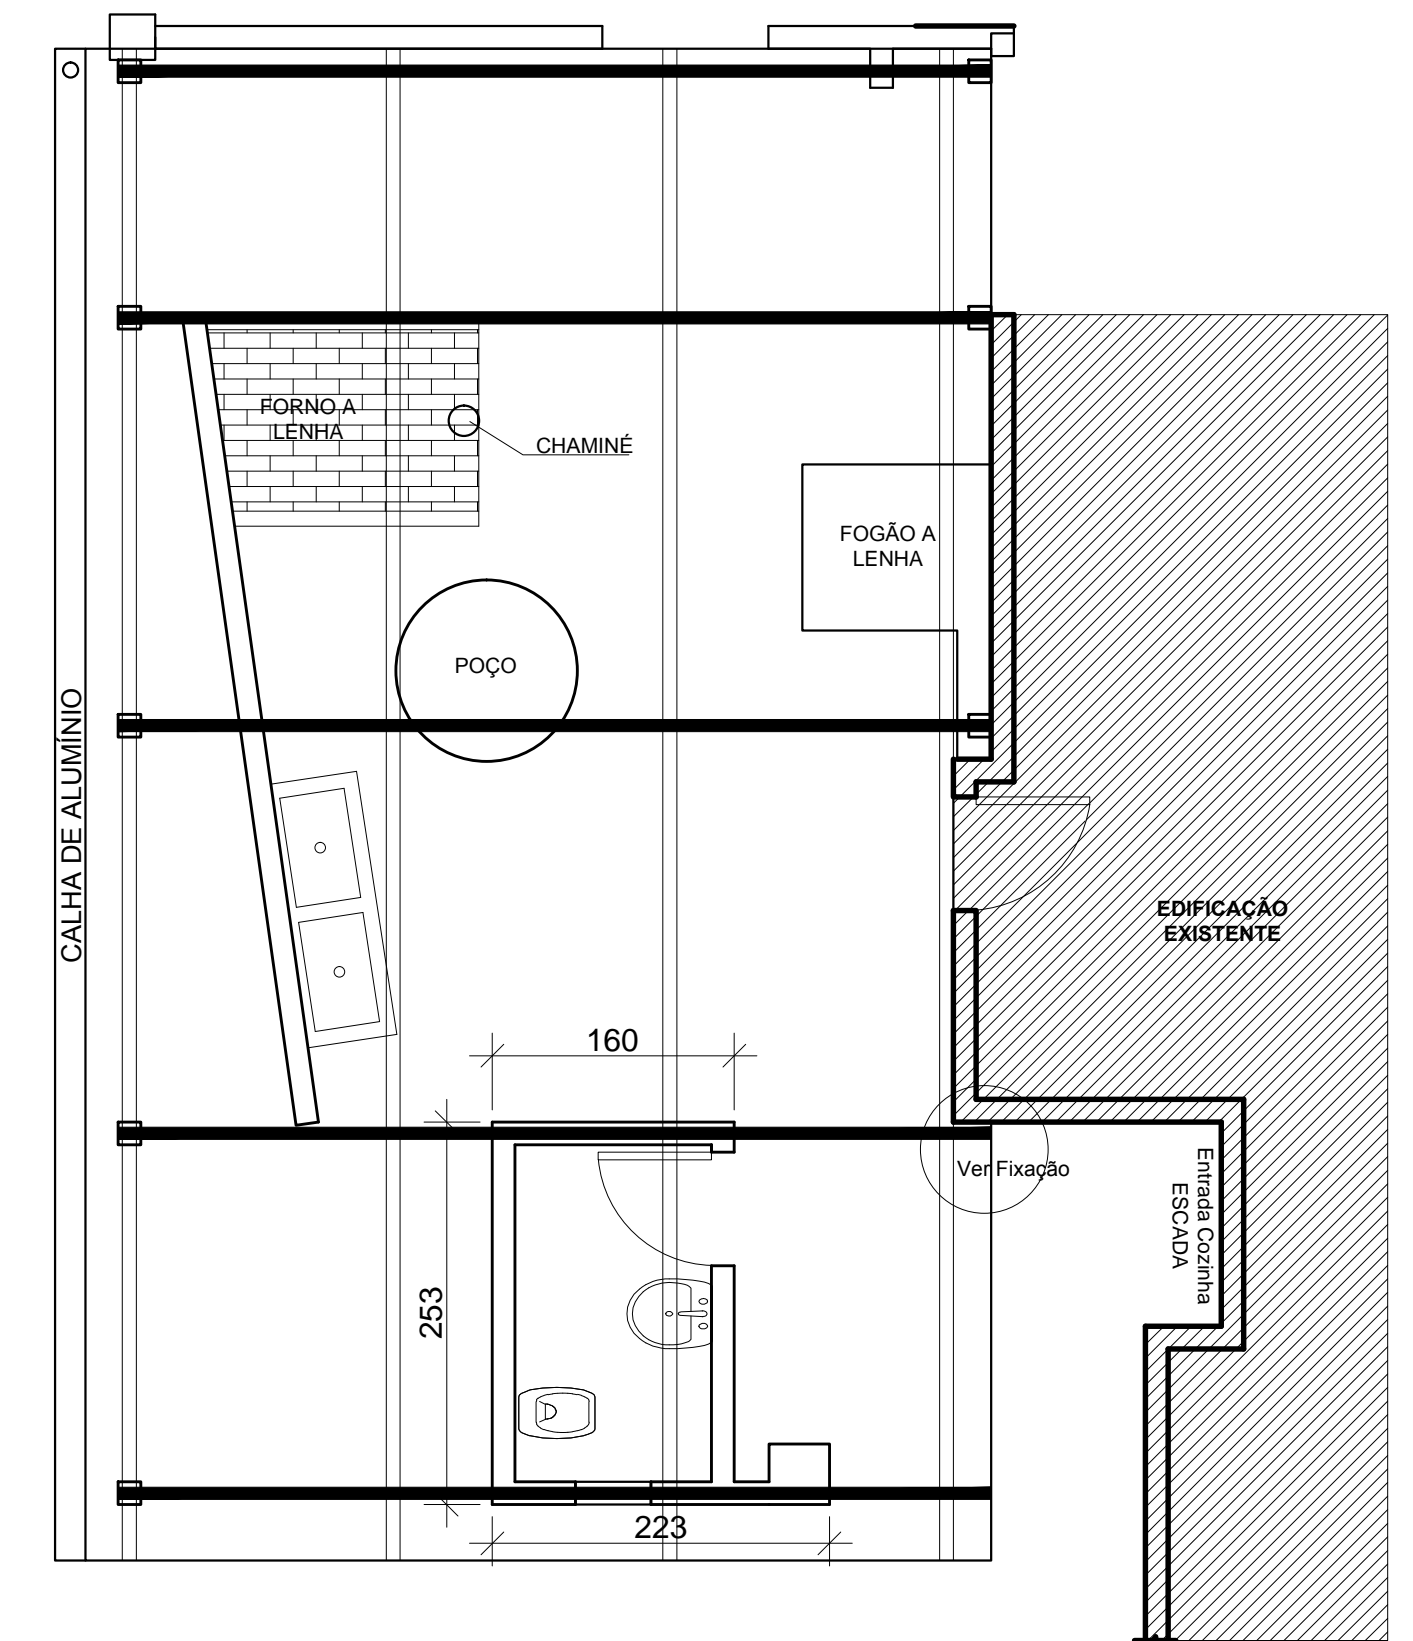 FORNO A
LENHA
CHAMINÉ
FOGÃO A
LENHA
POÇO
CALHA DE ALUMÍNIO
EDIFICAÇÃO
EXISTENTE
160
Ver Fixação
Entrada Cozinha
ESCADA
253
223